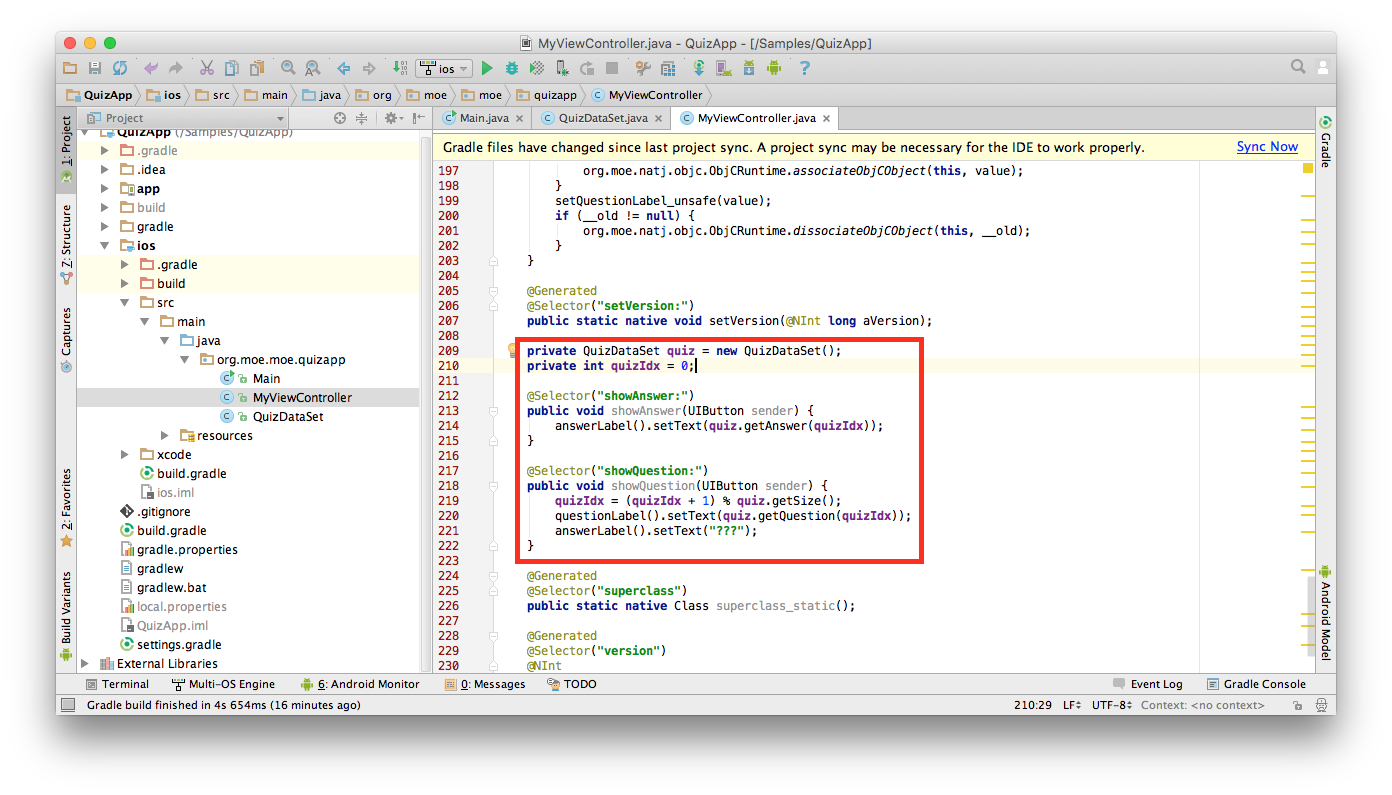 MyViewController.java - QuizApp - [/Samples/QuizApp]
ios
QuizApp ios src main java org moe moe quizapp MyViewController
Project
Main.java QuizDataSet.java MyViewController.java
Gradle files have changed since last project sync. A project sync may be necessary for the IDE to work properly. Sync Now
1: Project
Z: Structure
Captures
2: Favorites
Build Variants
QuizApp (/Samples/QuizApp)
.gradle
.idea
app
build
gradle
ios
.gradle
build
src
main
java
org.moe.moe.quizapp
Main
MyViewController
QuizDataSet
resources
xcode
build.gradle
ios.iml
.gitignore
build.gradle
gradle.properties
gradlew
gradlew.bat
local.properties
QuizApp.iml
settings.gradle
External Libraries
197 org.moe.natj.objc.ObjCRuntime.associateObjCObject(this, value);
198 }
199 setQuestionLabel_unsafe(value);
200 if (__old != null) {
201 org.moe.natj.objc.ObjCRuntime.dissociateObjCObject(this, __old);
202 }
203 }
204
205 @Generated
206 @Selector("setVersion:")
207 public static native void setVersion(@NInt long aVersion);
208
209 private QuizDataSet quiz = new QuizDataSet();
210 private int quizIdx = 0;
211
212 @Selector("showAnswer:")
213 public void showAnswer(UIButton sender) {
214 answerLabel().setText(quiz.getAnswer(quizIdx));
215 }
216
217 @Selector("showQuestion:")
218 public void showQuestion(UIButton sender) {
219 quizIdx = (quizIdx + 1) % quiz.getSize();
220 questionLabel().setText(quiz.getQuestion(quizIdx));
221 answerLabel().setText("???");
222 }
223
224 @Generated
225 @Selector("superclass")
226 public static native Class superclass_static();
227
228 @Generated
229 @Selector("version")
230 @NInt
Gradle
Android Model
Terminal Multi-OS Engine 6: Android Monitor 0: Messages TODO Event Log Gradle Console
Gradle build finished in 4s 654ms (16 minutes ago) 210:29 LF UTF-8 Context: <no context>